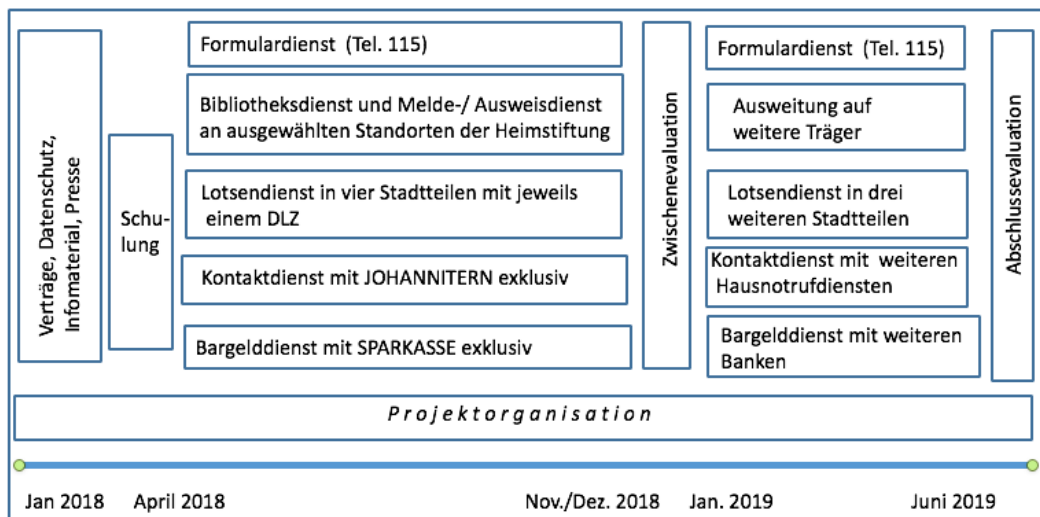 Verträge, Datenschutz,
Infomaterial, Presse
Schu-
lung
Formulardienst (Tel. 115)
Bibliotheksdienst und Melde-/ Ausweisdienst
an ausgewählten Standorten der Heimstiftung
Lotsendienst in vier Stadtteilen mit jeweils
einem DLZ
Kontaktdienst mit JOHANNITERN exklusiv
Bargelddienst mit SPARKASSE exklusiv
Zwischenevaluation
Formulardienst (Tel. 115)
Ausweitung auf
weitere Träger
Lotsendienst in drei
weiteren Stadtteilen
Kontaktdienst mit weiteren
Hausnotrufdiensten
Bargelddienst mit weiteren
Banken
Abschlussevaluation
Projektorganisation
Jan 2018
April 2018
Nov./Dez. 2018
Jan. 2019
Juni 2019